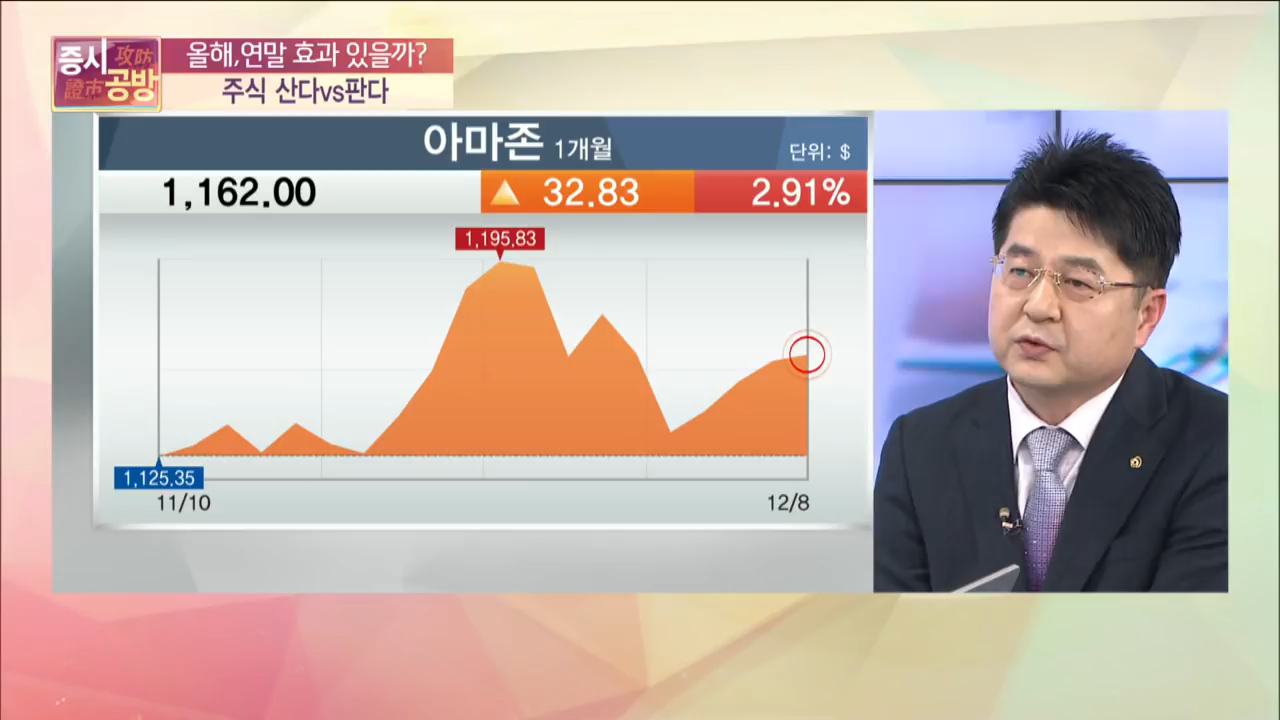 증시 攻防
證市 공방
올해,연말 효과 있을까?
주식 산다vs판다
아마존 1개월
단위: $
1,162.00 ▲ 32.83 2.91%
1,195.83
1,125.35
11/10 12/8